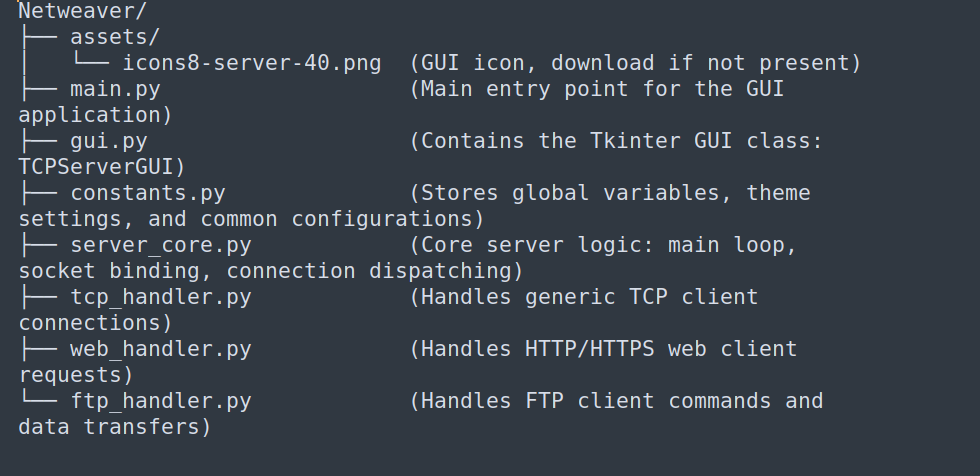 Netweaver/
├── assets/
│   └── icons8-server-40.png  (GUI icon, download if not present)
├── main.py                   (Main entry point for the GUI
application)
├── gui.py                    (Contains the Tkinter GUI class:
TCPServerGUI)
├── constants.py              (Stores global variables, theme
settings, and common configurations)
├── server_core.py            (Core server logic: main loop,
socket binding, connection dispatching)
├── tcp_handler.py            (Handles generic TCP client
connections)
├── web_handler.py            (Handles HTTP/HTTPS web client
requests)
└── ftp_handler.py            (Handles FTP client commands and
data transfers)